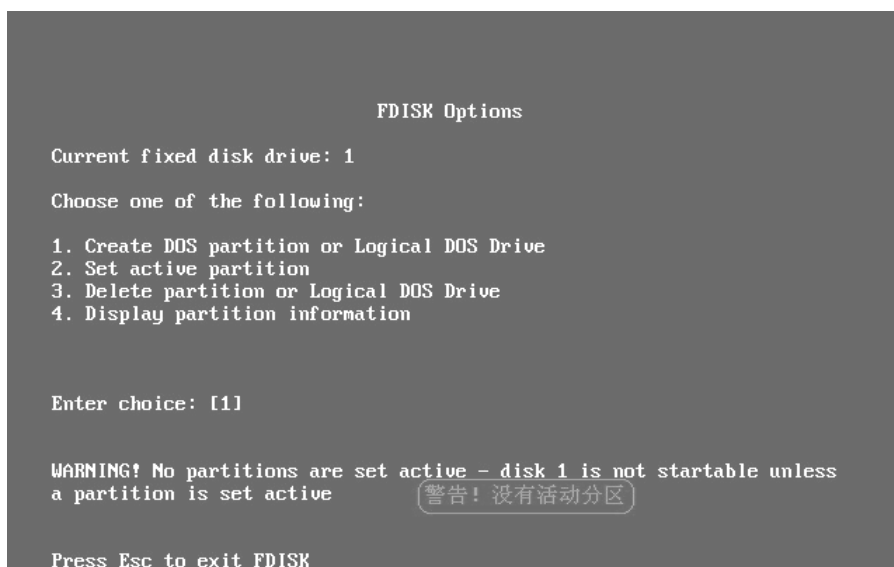 FDISK Options
Current fixed disk drive: 1
Choose one of the following:
1. Create DOS partition or Logical DOS Drive
2. Set active partition
3. Delete partition or Logical DOS Drive
4. Display partition information
Enter choice: [1]
WARNING! No partitions are set active - disk 1 is not startable unless
a partition is set active 警告！没有活动分区
Press Esc to exit FDISK